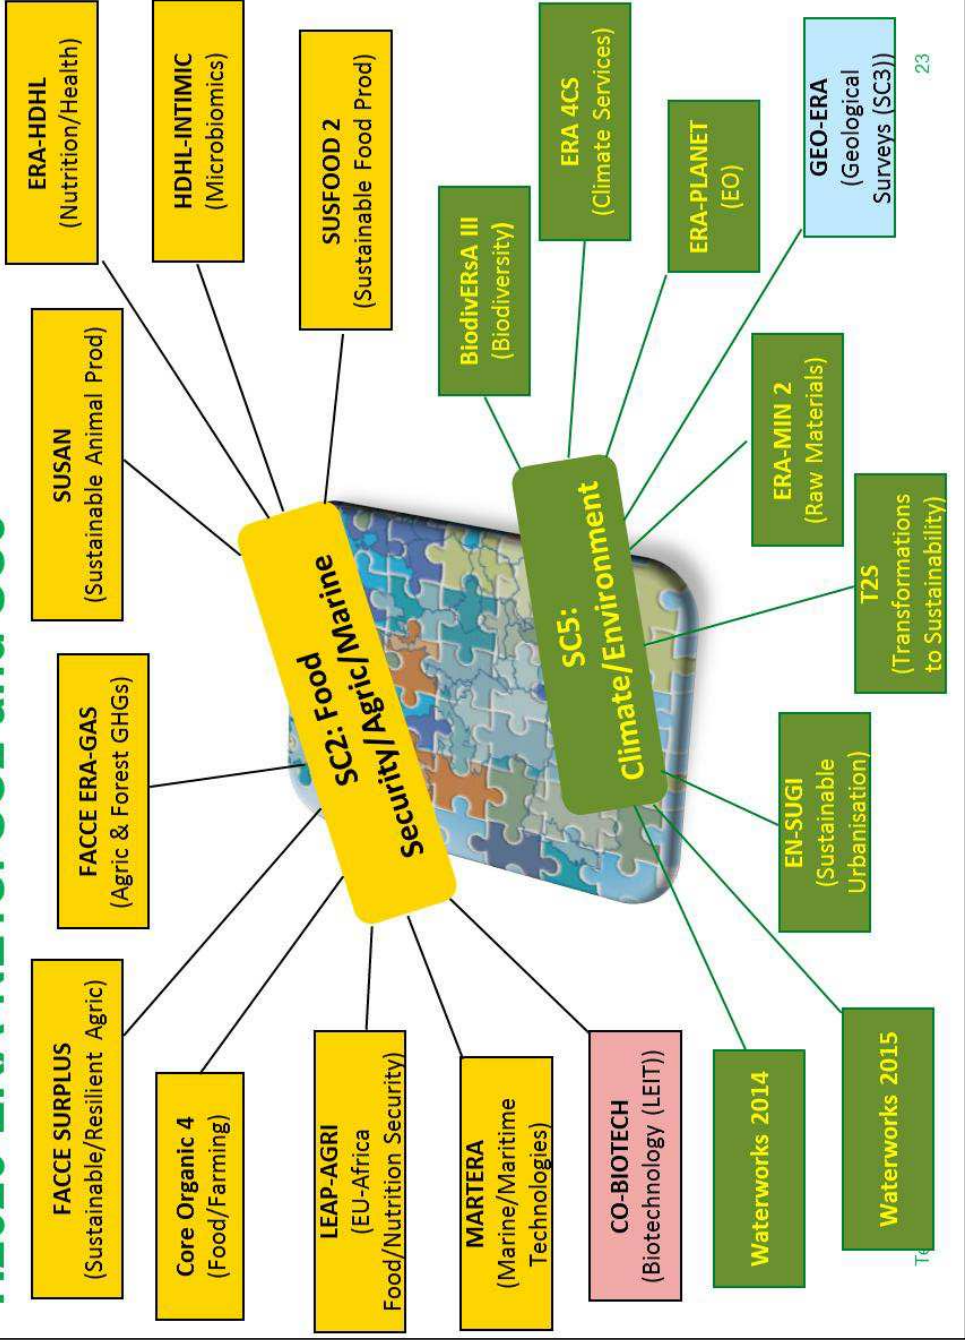 FACCE SURPLUS
(Sustainable/Resilient Agric)
FACCE ERA-GAS
(Agric & Forest GHGs)
SUSAN
(Sustainable Animal Prod)
ERA-HDHL
(Nutrition/Health)
Core Organic 4
(Food/Farming)
HDHL-INTIMIC
(Microbiomics)
LEAP-AGRI
(EU-Africa
Food/Nutrition Security)
SC2: Food
Security/Agric/Marine
SUSFOOD 2
(Sustainable Food Prod)
MARTERA
(Marine/Maritime
Technologies)
BiodivERsA III
(Biodiversity)
CO-BIOTECH
(Biotechnology (LEIT))
SC5:
Climate/Environment
ERA 4CS
(Climate Services)
Waterworks 2014
ERA-PLANET
(EO)
EN-SUGI
(Sustainable
Urbanisation)
ERA-MIN 2
(Raw Materials)
GEO-ERA
(Geological
Surveys (SC3))
Waterworks 2015
T2S
(Transformations
to Sustainability)
23